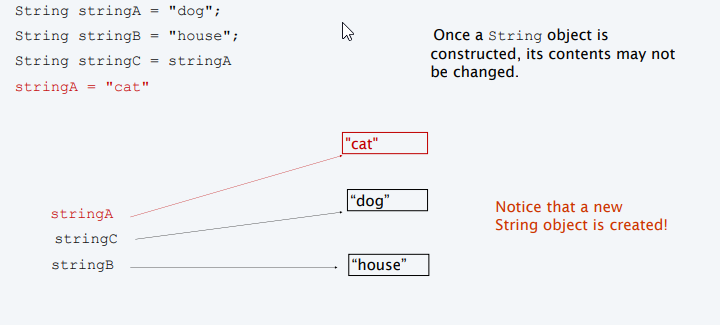 String stringA = "dog";
String stringB = "house";
String stringC = stringA
stringA = "cat"
Once a String object is
constructed, its contents may not
be changed.
"cat"
stringA
“dog”
stringC
stringB
“house”
Notice that a new
String object is created!